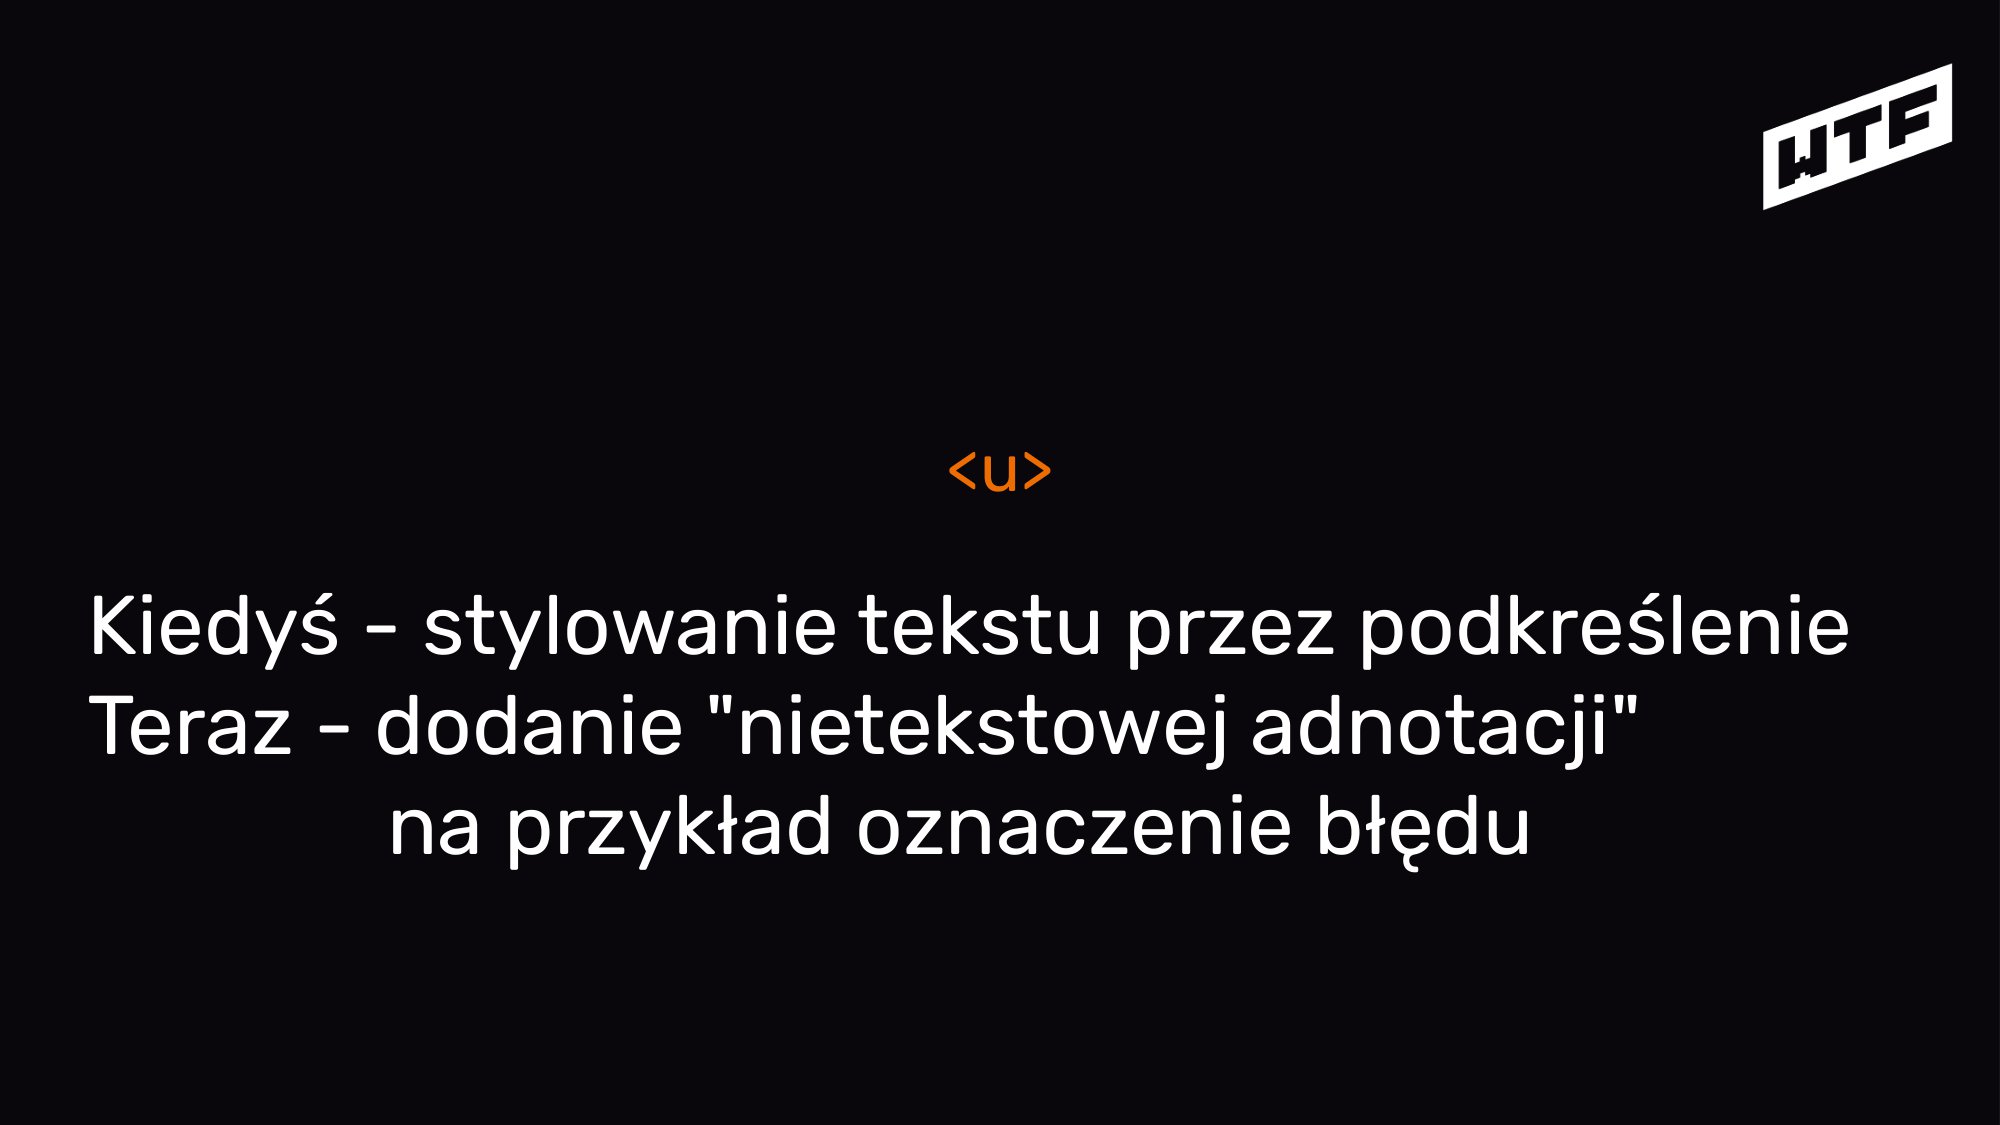 WTF
<u>
Kiedyś - stylowanie tekstu przez podkreślenie
Teraz - dodanie "nietekstowej adnotacji"
na przykład oznaczenie błędu